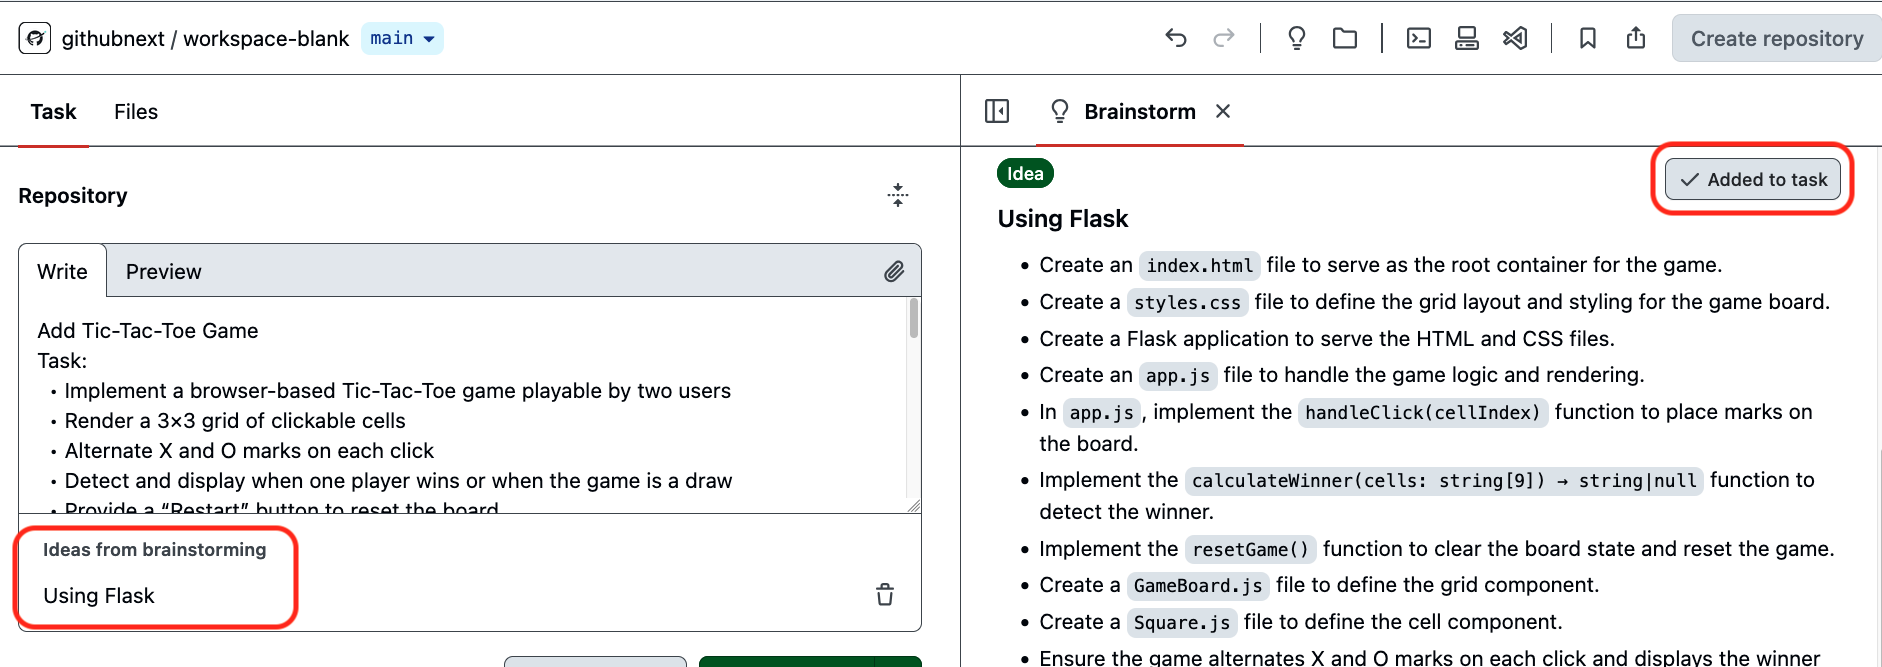 githubnext / workspace-blank main
Create repository
Task Files
Repository
Write Preview
Add Tic-Tac-Toe Game
Task:
• Implement a browser-based Tic-Tac-Toe game playable by two users
• Render a 3×3 grid of clickable cells
• Alternate X and O marks on each click
• Detect and display when one player wins or when the game is a draw
• Provide a “Restart” button to reset the board
Ideas from brainstorming
Using Flask
Brainstorm
Idea
Added to task
Using Flask
• Create an index.html file to serve as the root container for the game.
• Create a styles.css file to define the grid layout and styling for the game board.
• Create a Flask application to serve the HTML and CSS files.
• Create an app.js file to handle the game logic and rendering.
• In app.js, implement the handleClick(cellIndex) function to place marks on
the board.
• Implement the calculateWinner(cells: string[9]) → string|null function to
detect the winner.
• Implement the resetGame() function to clear the board state and reset the game.
• Create a GameBoard.js file to define the grid component.
• Create a Square.js file to define the cell component.
• Ensure the game alternates X and O marks on each click and displays the winner